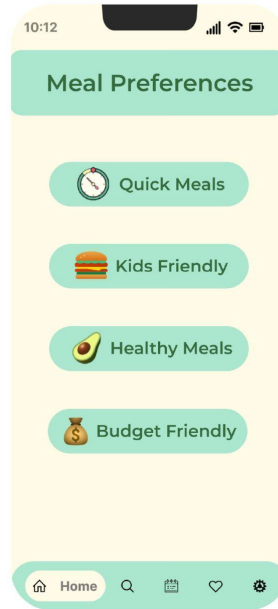 10:12
Meal Preferences
Quick Meals
Kids Friendly
Healthy Meals
Budget Friendly
Home